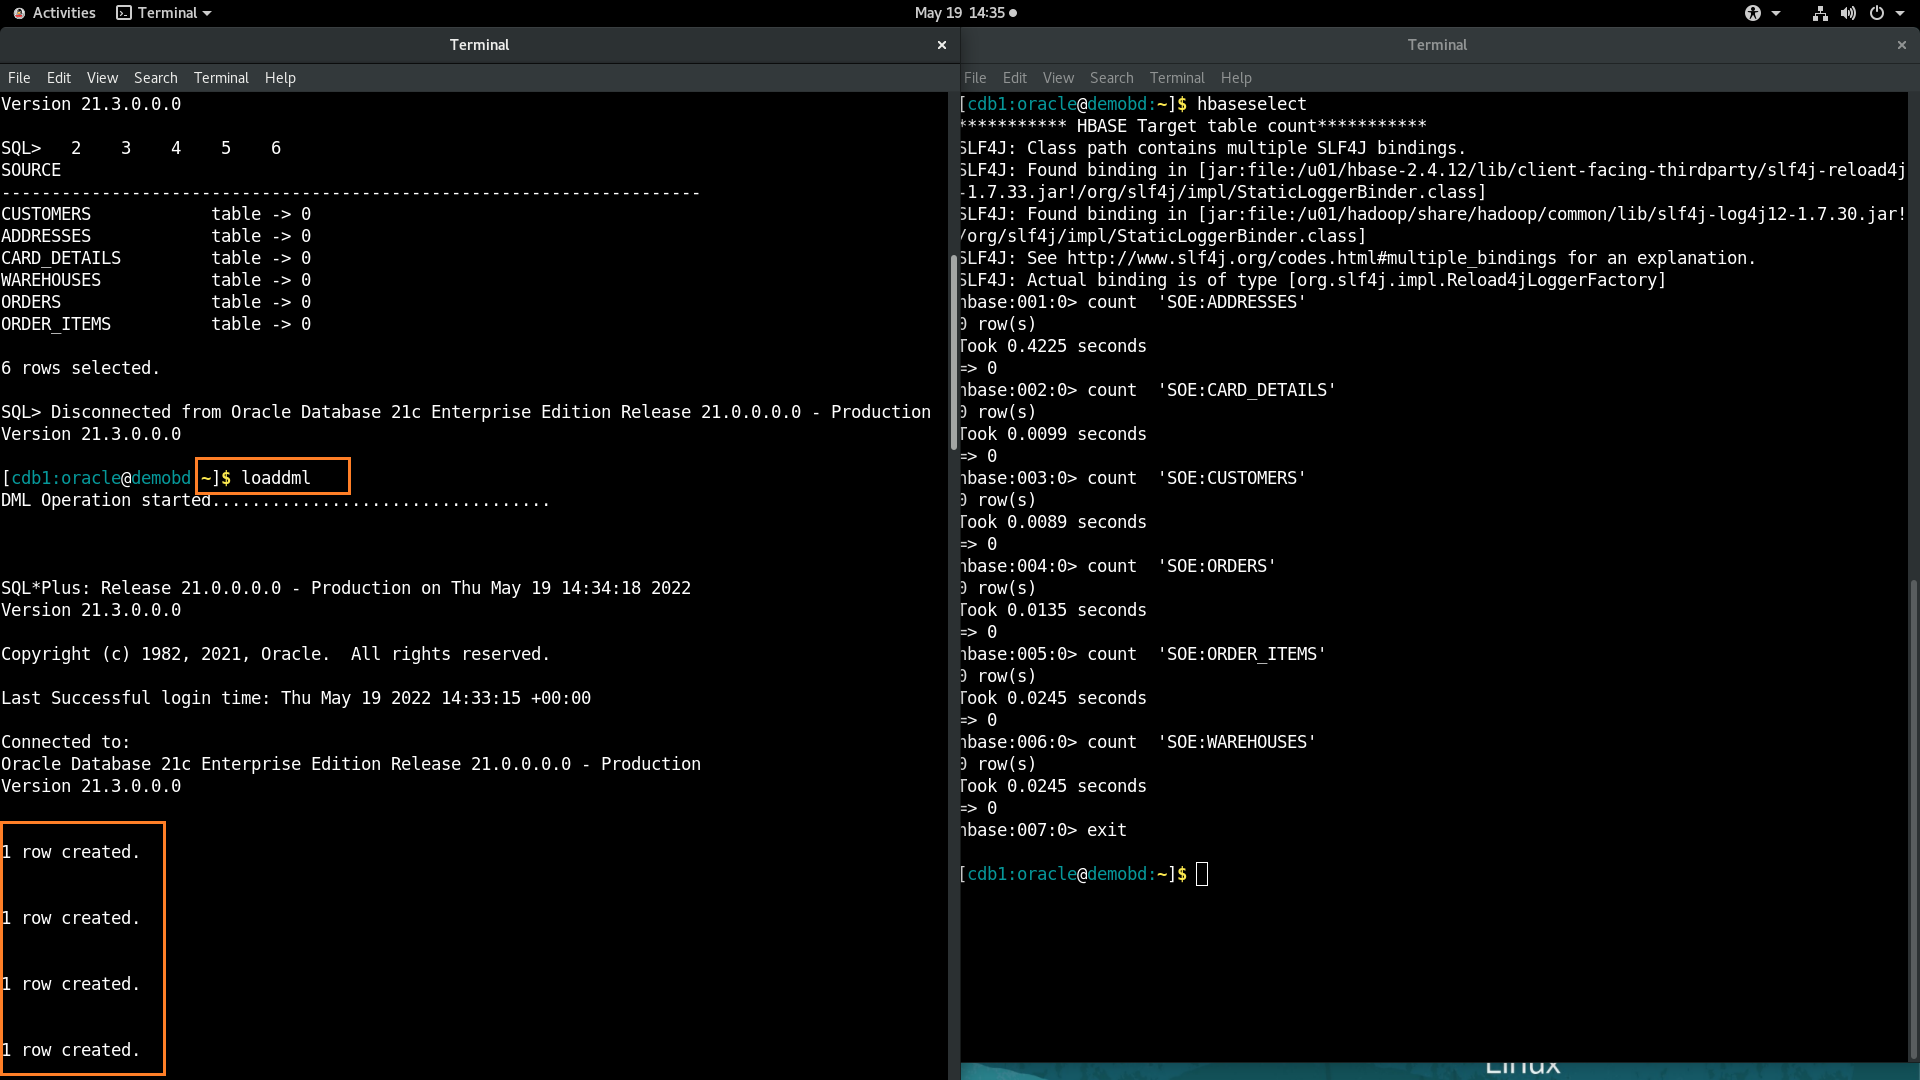 Activities Terminal May 19 14:35
Terminal
File Edit View Search Terminal Help
Version 21.3.0.0.0
SQL> 2 3 4 5 6
SOURCE
----------------------------------------------------------------------
CUSTOMERS table -> 0
ADDRESSES table -> 0
CARD_DETAILS table -> 0
WAREHOUSES table -> 0
ORDERS table -> 0
ORDER_ITEMS table -> 0
6 rows selected.
SQL> Disconnected from Oracle Database 21c Enterprise Edition Release 21.0.0.0.0 - Production
Version 21.3.0.0.0
[cdb1:oracle@demobd ~]$ loaddml
DML Operation started..................................
SQL*Plus: Release 21.0.0.0.0 - Production on Thu May 19 14:34:18 2022
Version 21.3.0.0.0
Copyright (c) 1982, 2021, Oracle.  All rights reserved.
Last Successful login time: Thu May 19 2022 14:33:15 +00:00
Connected to:
Oracle Database 21c Enterprise Edition Release 21.0.0.0.0 - Production
Version 21.3.0.0.0
1 row created.
1 row created.
1 row created.
1 row created.
Terminal
File Edit View Search Terminal Help
[cdb1:oracle@demobd:~]$ hbaseselect
*********** HBASE Target table count***********
SLF4J: Class path contains multiple SLF4J bindings.
SLF4J: Found binding in [jar:file:/u01/hbase-2.4.12/lib/client-facing-thirdparty/slf4j-reload4j
-1.7.33.jar!/org/slf4j/impl/StaticLoggerBinder.class]
SLF4J: Found binding in [jar:file:/u01/hadoop/share/hadoop/common/lib/slf4j-log4j12-1.7.30.jar!
/org/slf4j/impl/StaticLoggerBinder.class]
SLF4J: See http://www.slf4j.org/codes.html#multiple_bindings for an explanation.
SLF4J: Actual binding is of type [org.slf4j.impl.Reload4jLoggerFactory]
hbase:001:0> count  'SOE:ADDRESSES'
0 row(s)
Took 0.4225 seconds
=> 0
hbase:002:0> count  'SOE:CARD_DETAILS'
0 row(s)
Took 0.0099 seconds
=> 0
hbase:003:0> count  'SOE:CUSTOMERS'
0 row(s)
Took 0.0089 seconds
=> 0
hbase:004:0> count  'SOE:ORDERS'
0 row(s)
Took 0.0135 seconds
=> 0
hbase:005:0> count  'SOE:ORDER_ITEMS'
0 row(s)
Took 0.0245 seconds
=> 0
hbase:006:0> count  'SOE:WAREHOUSES'
0 row(s)
Took 0.0245 seconds
=> 0
hbase:007:0> exit
[cdb1:oracle@demobd:~]$
Linux